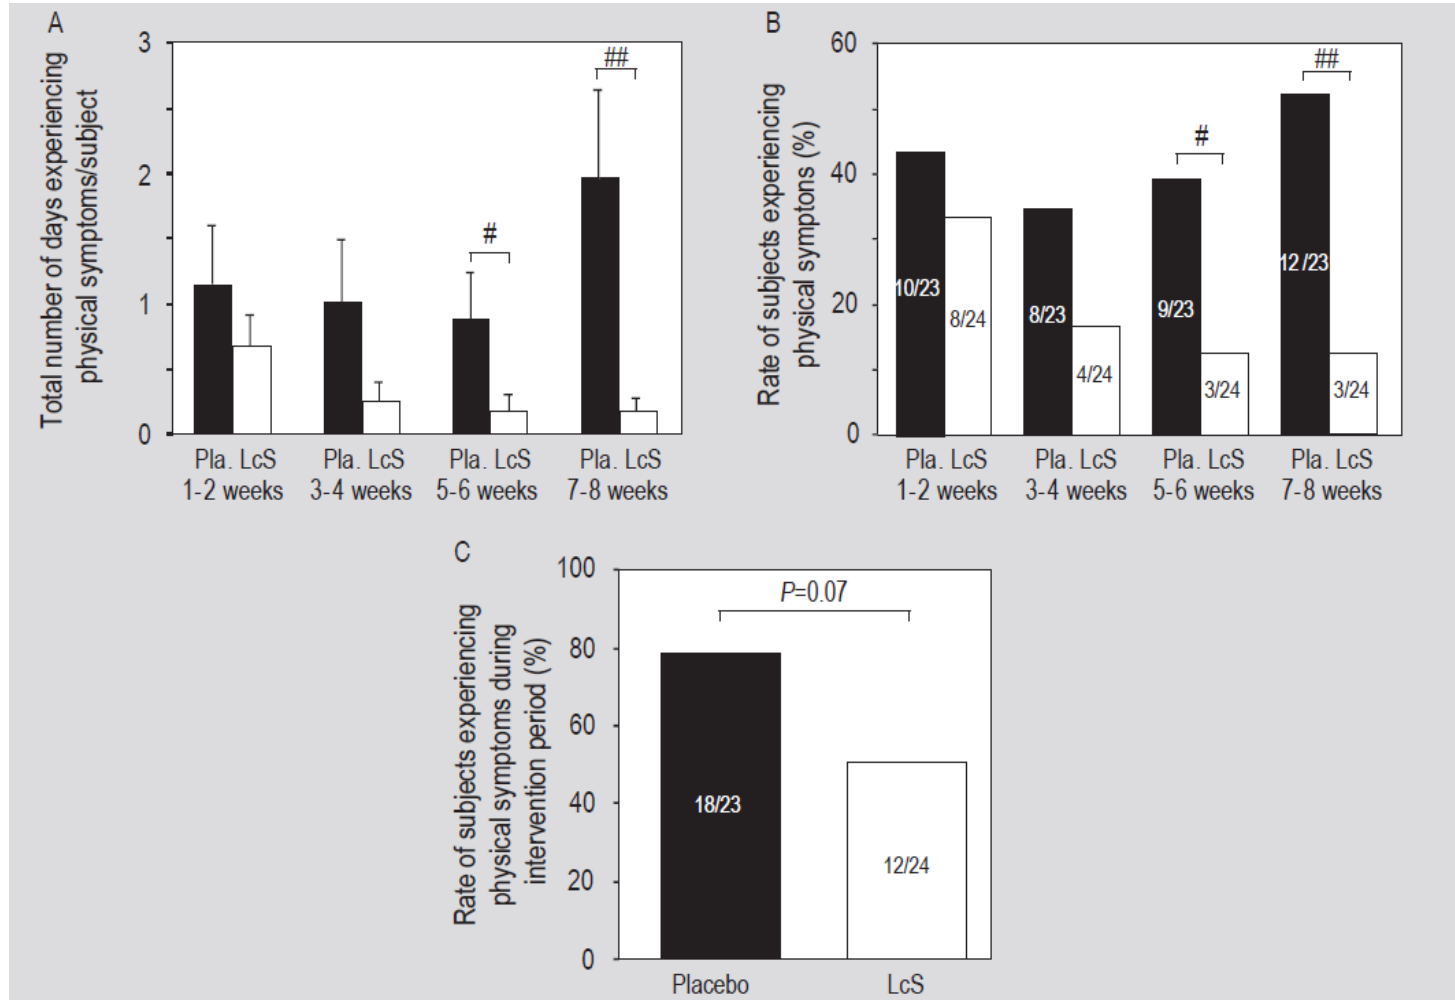 A
Total number of days experiencing
physical symptoms/subject
3
2
1
0
#
##
Pla. LcS
1-2 weeks
Pla. LcS
3-4 weeks
Pla. LcS
5-6 weeks
Pla. LcS
7-8 weeks
B
Rate of subjects experiencing
physical symptons (%)
60
40
20
0
#
##
10/23
8/24
8/23
4/24
9/23
3/24
12/23
3/24
Pla. LcS
1-2 weeks
Pla. LcS
3-4 weeks
Pla. LcS
5-6 weeks
Pla. LcS
7-8 weeks
C
Rate of subjects experiencing
physical symptoms during
intervention period (%)
100
80
60
40
20
0
P=0.07
18/23
12/24
Placebo
LcS